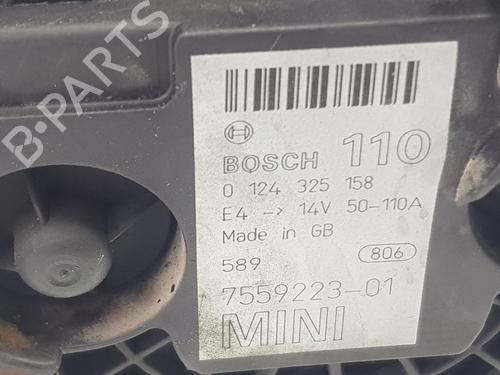 B-PARTS
BOSCH 110
0 124 325 158
E4 -> 14V 50-110A
Made in GB
589 806
7559223-01
MINI